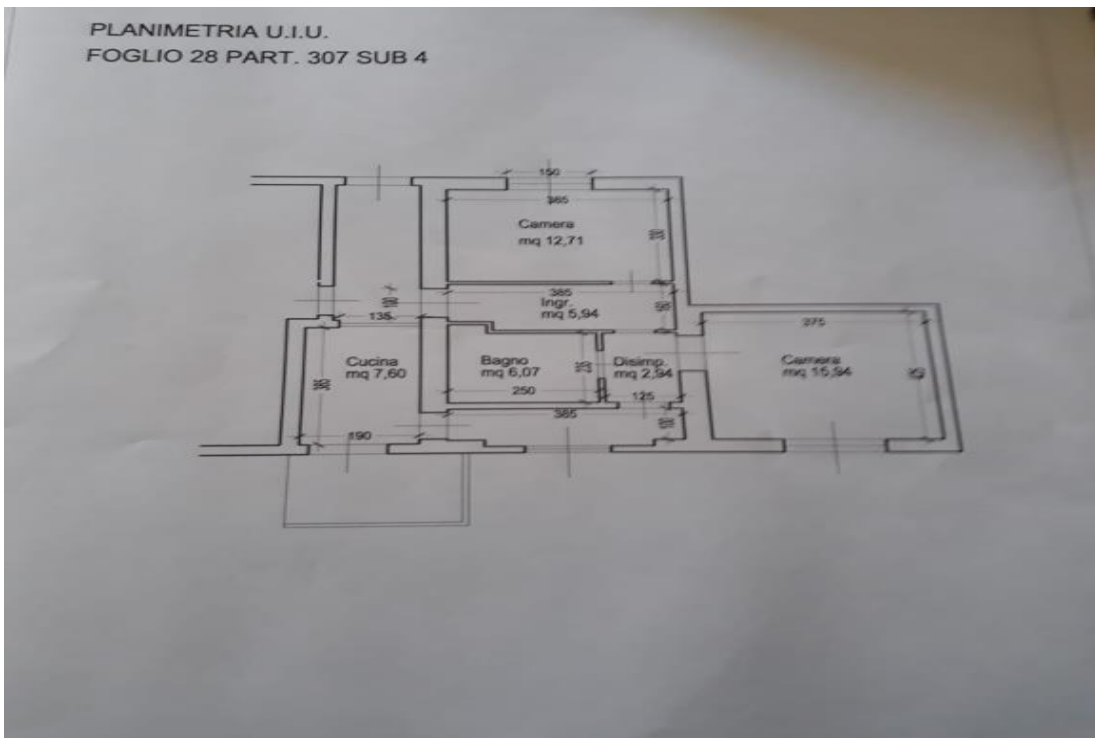 PLANIMETRIA U.I.U.
FOGLIO 28 PART. 307 SUB 4
150
365
Camera
mq 12,71
385
Ingr.
mq 5,94
135
375
Cucina
mq 7,60
Bagno
mq 6,07
Disimp.
mq 2,94
Camera
mq 15,94
250
125
385
190